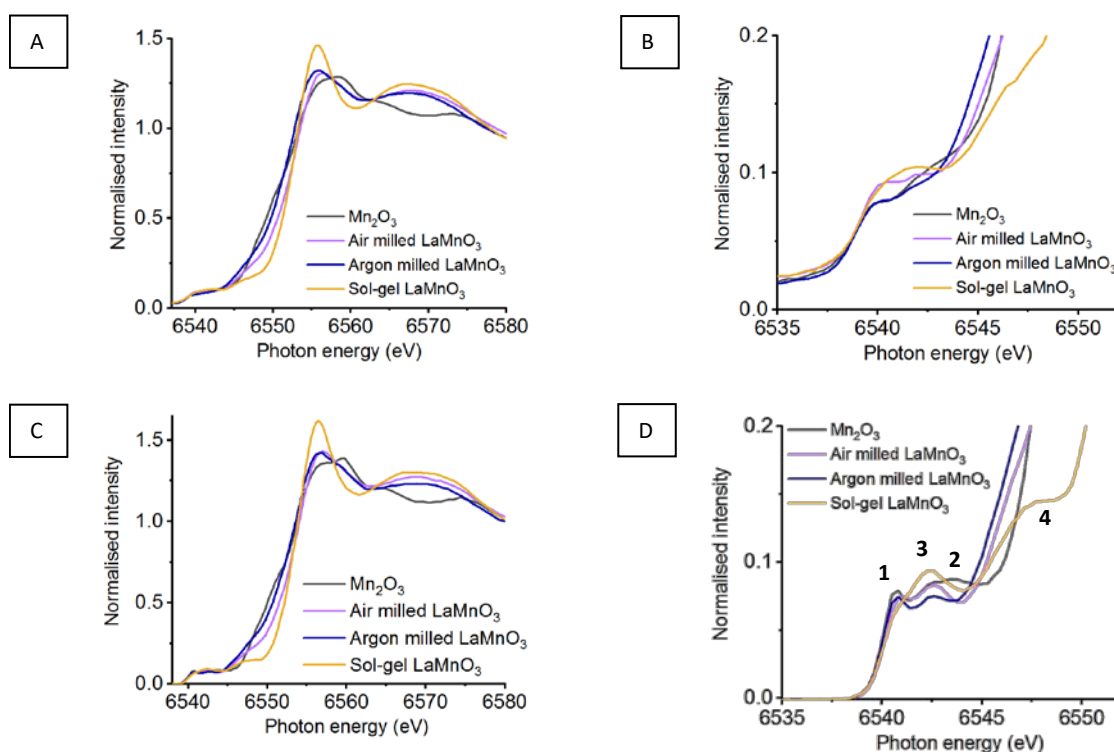 A
1.5
1.0
0.5
0.0
Normalised intensity
Mn₂O₃
Air milled LaMnO₃
Argon milled LaMnO₃
Sol-gel LaMnO₃
6540 6550 6560 6570 6580
Photon energy (eV)
B
0.2
0.1
0.0
Normalised intensity
Mn₂O₃
Air milled LaMnO₃
Argon milled LaMnO₃
Sol-gel LaMnO₃
6535 6540 6545 6550
Photon energy (eV)
C
1.5
1.0
0.5
0.0
Normalised intensity
Mn₂O₃
Air milled LaMnO₃
Argon milled LaMnO₃
Sol-gel LaMnO₃
6540 6550 6560 6570 6580
Photon energy (eV)
D
0.2
0.1
0.0
Normalised intensity
Mn₂O₃
Air milled LaMnO₃
Argon milled LaMnO₃
Sol-gel LaMnO₃
1
3
2
4
6535 6540 6545 6550
Photon energy (eV)